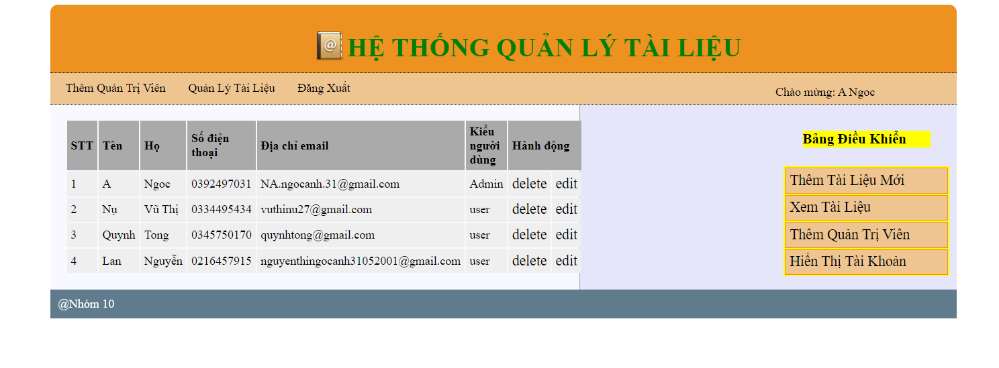 HỆ THỐNG QUẢN LÝ TÀI LIỆU
Thêm Quản Trị Viên Quản Lý Tài Liệu Đăng Xuất
Chào mừng: A Ngoc
STT Tên Họ Số điện thoại Địa chỉ email Kiểu người dùng Hành động
1 A Ngoc 0392497031 NA.ngocanh.31@gmail.com Admin delete edit
2 Nụ Vũ Thị 0334495434 vuthinu27@gmail.com user delete edit
3 Quynh Tong 0345750170 quynhtong@gmail.com user delete edit
4 Lan Nguyễn 0216457915 nguyenthingocanh31052001@gmail.com user delete edit
Bảng Điều Khiển
Thêm Tài Liệu Mới
Xem Tài Liệu
Thêm Quản Trị Viên
Hiển Thị Tài Khoản
@Nhóm 10